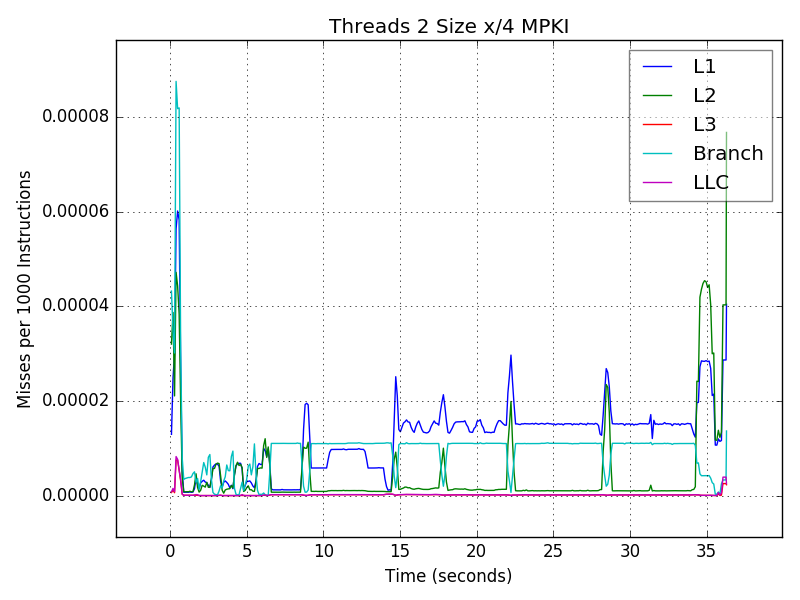 Threads 2 Size x/4 MPKI
L1
L2
L3
Branch
LLC
0.00008
0.00006
0.00004
0.00002
0.00000
Misses per 1000 Instructions
0 5 10 15 20 25 30 35
Time (seconds)